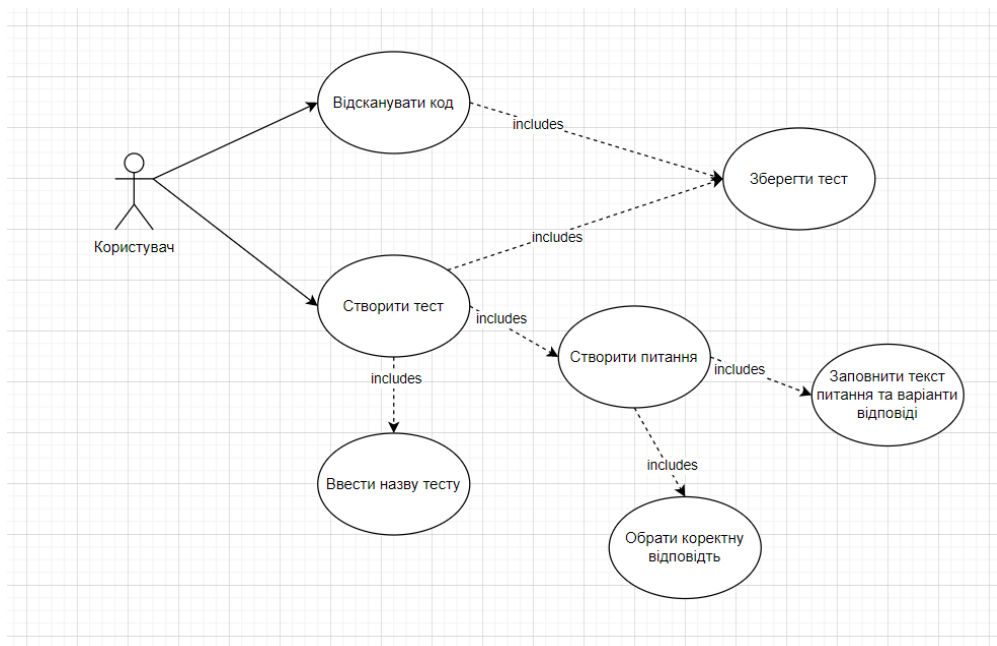 Відсканувати код
includes
Зберегти тест
Користувач
includes
Створити тест
includes
Створити питання
includes
Заповнити текст
питання та варіанти
відповіді
includes
Ввести назву тесту
includes
Обрати коректну
відповідть